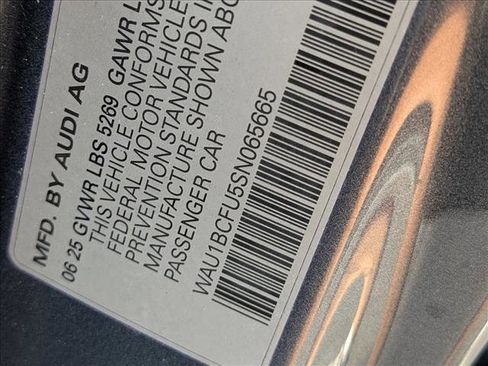 MFD. BY AUDI AG
06 25 GVWR LBS 5269 GAWR L
THIS VEHICLE CONFORMS
FEDERAL MOTOR VEHICLE
PREVENTION STANDARDS I
MANUFACTURE SHOWN ABO
PASSENGER CAR
WAU1BCFU5SN065665